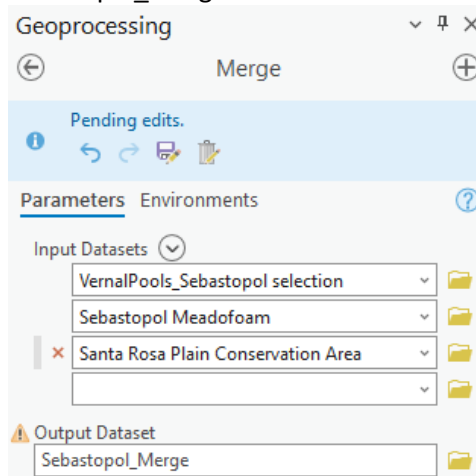 Geoprocessing
Merge
Pending edits.
Parameters Environments
Input Datasets
VernalPools_Sebastopol selection
Sebastopol Meadofoam
Santa Rosa Plain Conservation Area
Output Dataset
Sebastopol_Merge